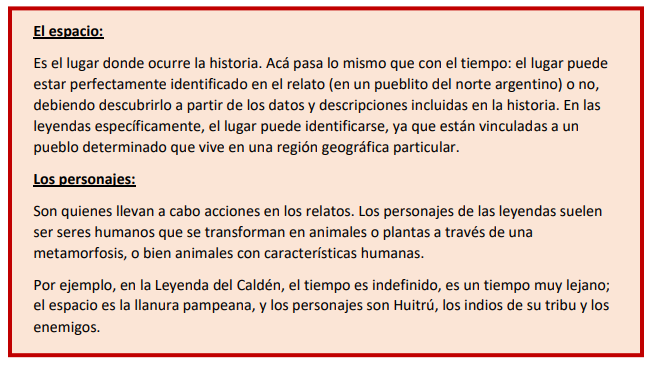 El espacio:
Es el lugar donde ocurre la historia. Acá pasa lo mismo que con el tiempo: el lugar puede
estar perfectamente identificado en el relato (en un pueblito del norte argentino) o no,
debiendo descubrirlo a partir de los datos y descripciones incluidas en la historia. En las
leyendas específicamente, el lugar puede identificarse, ya que están vinculadas a un
pueblo determinado que vive en una región geográfica particular.
Los personajes:
Son quienes llevan a cabo acciones en los relatos. Los personajes de las leyendas suelen
ser seres humanos que se transforman en animales o plantas a través de una
metamorfosis, o bien animales con características humanas.
Por ejemplo, en la Leyenda del Caldén, el tiempo es indefinido, es un tiempo muy lejano;
el espacio es la llanura pampeana, y los personajes son Huitrú, los indios de su tribu y los
enemigos.